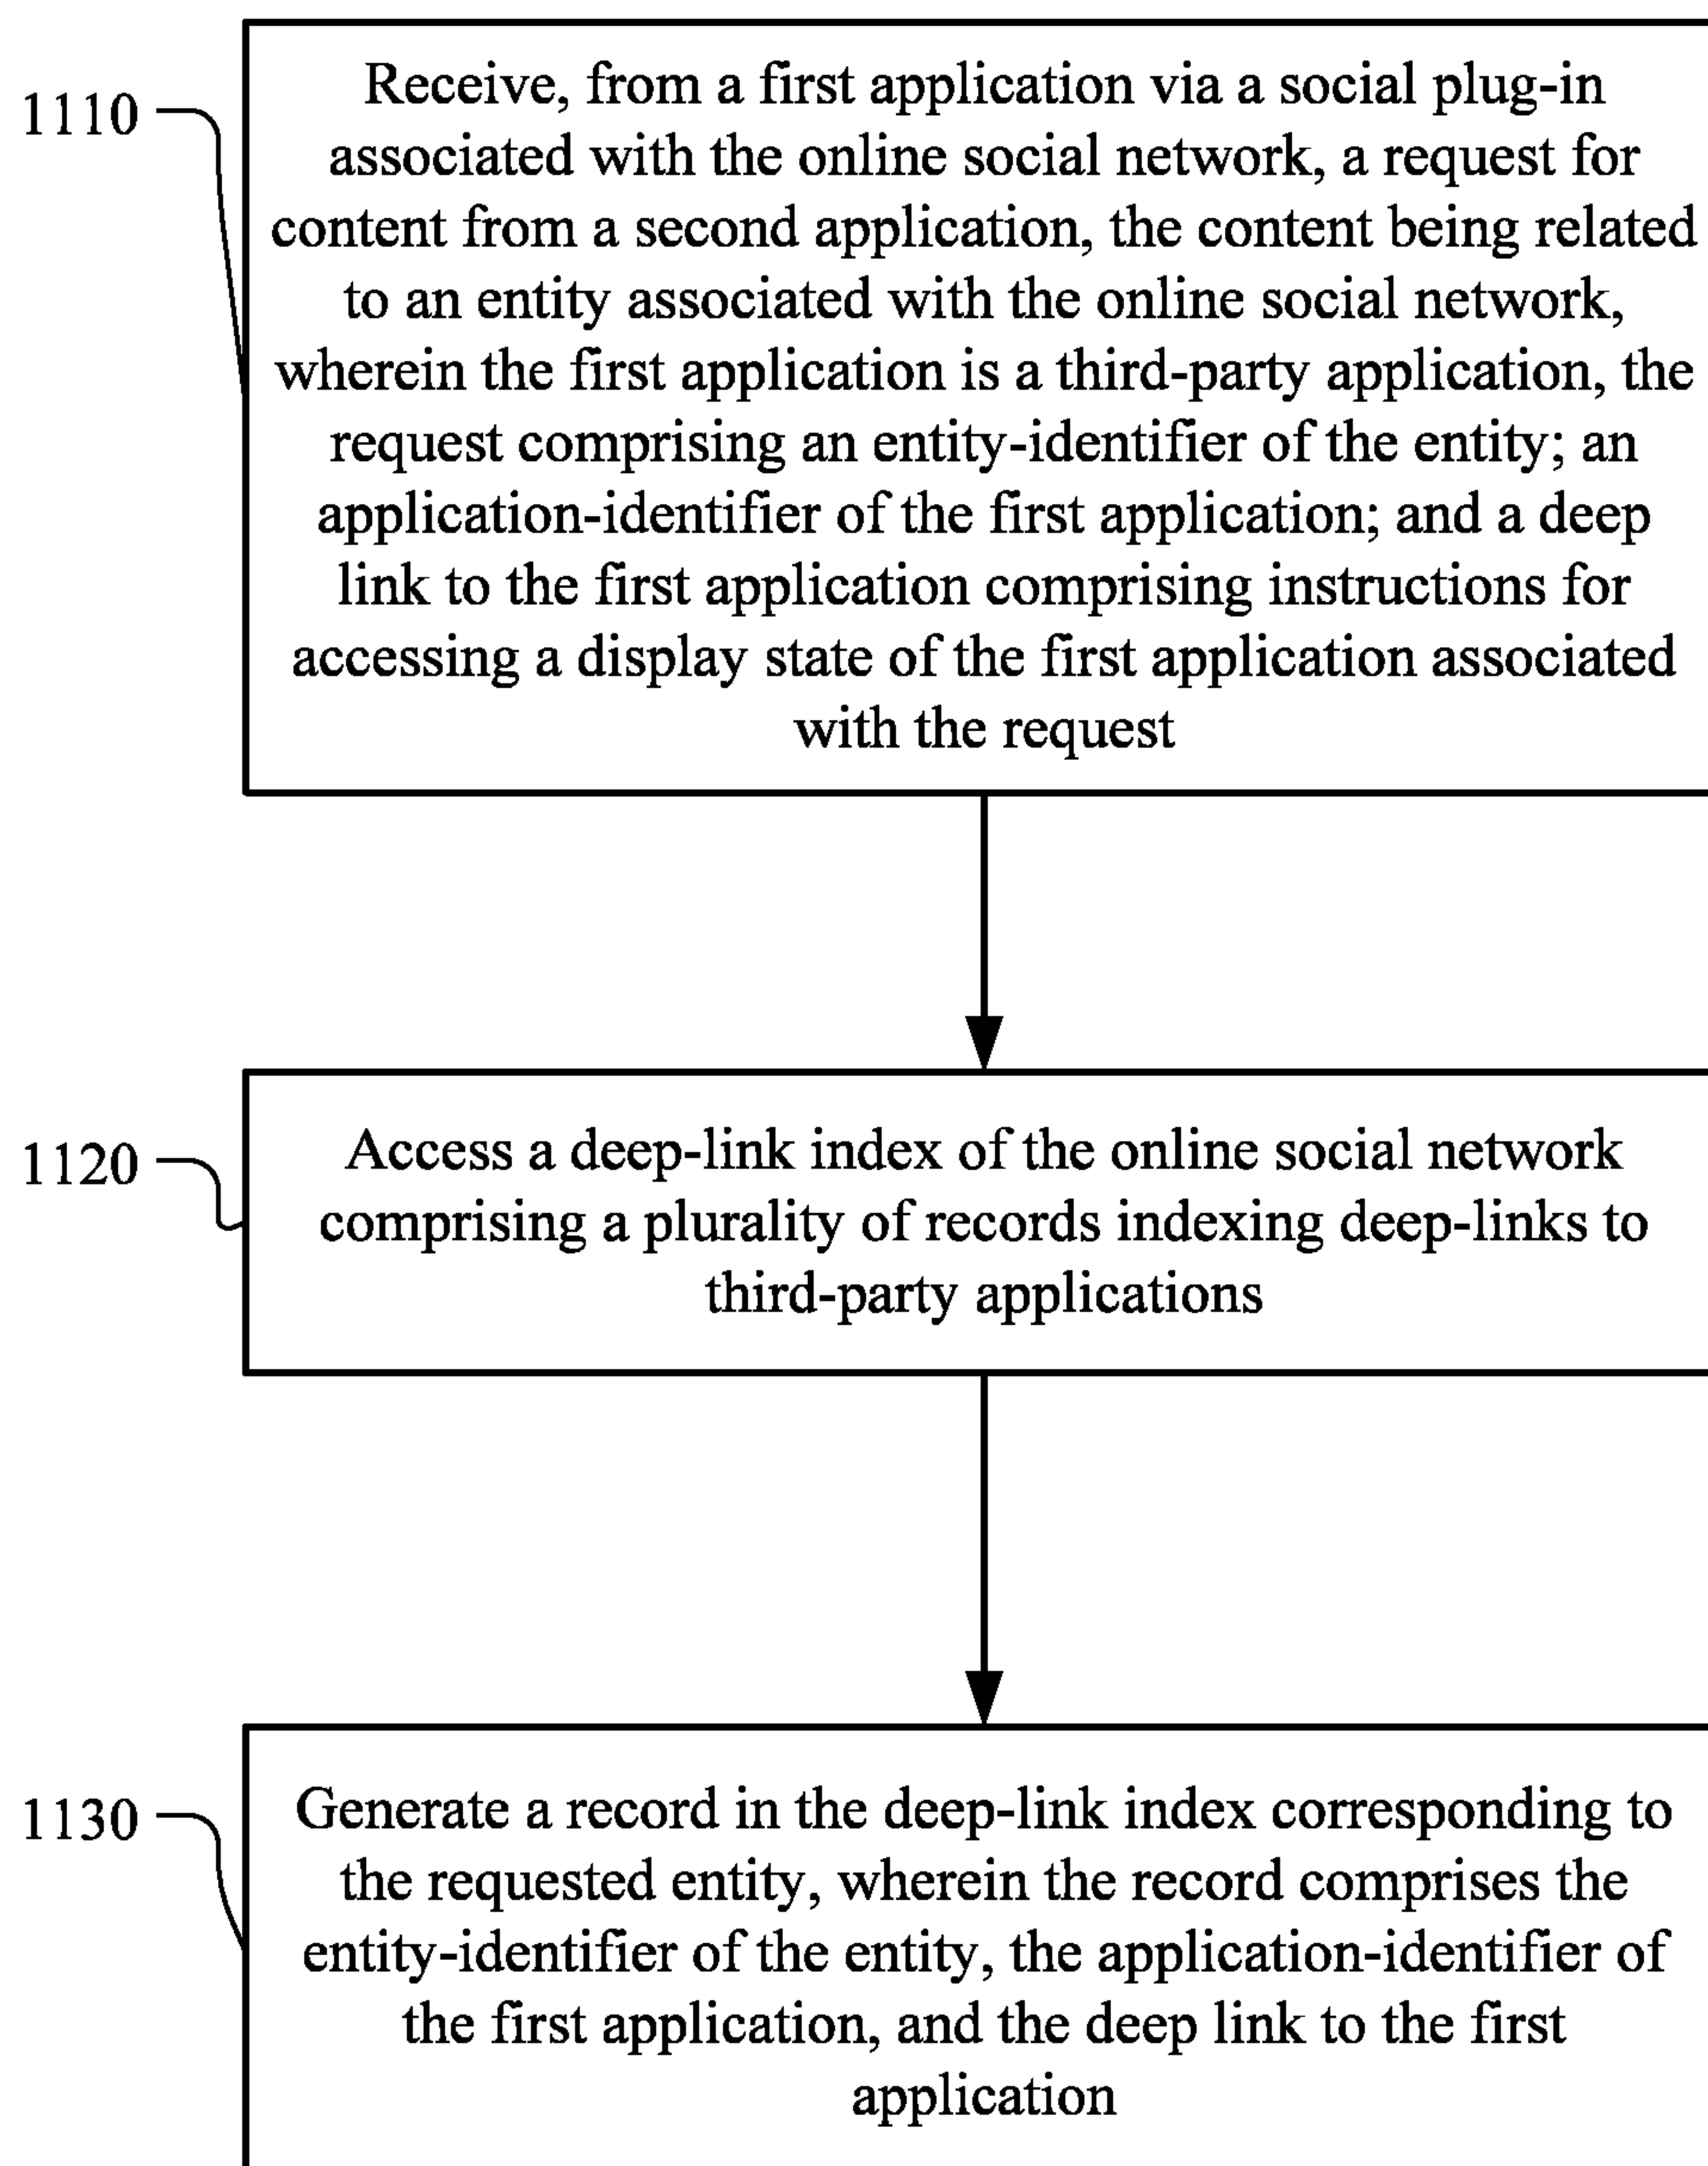 1110
Receive, from a first application via a social plug-in
associated with the online social network, a request for
content from a second application, the content being related
to an entity associated with the online social network,
wherein the first application is a third-party application, the
request comprising an entity-identifier of the entity; an
application-identifier of the first application; and a deep
link to the first application comprising instructions for
accessing a display state of the first application associated
with the request
1120
Access a deep-link index of the online social network
comprising a plurality of records indexing deep-links to
third-party applications
1130
Generate a record in the deep-link index corresponding to
the requested entity, wherein the record comprises the
entity-identifier of the entity, the application-identifier of
the first application, and the deep link to the first
application